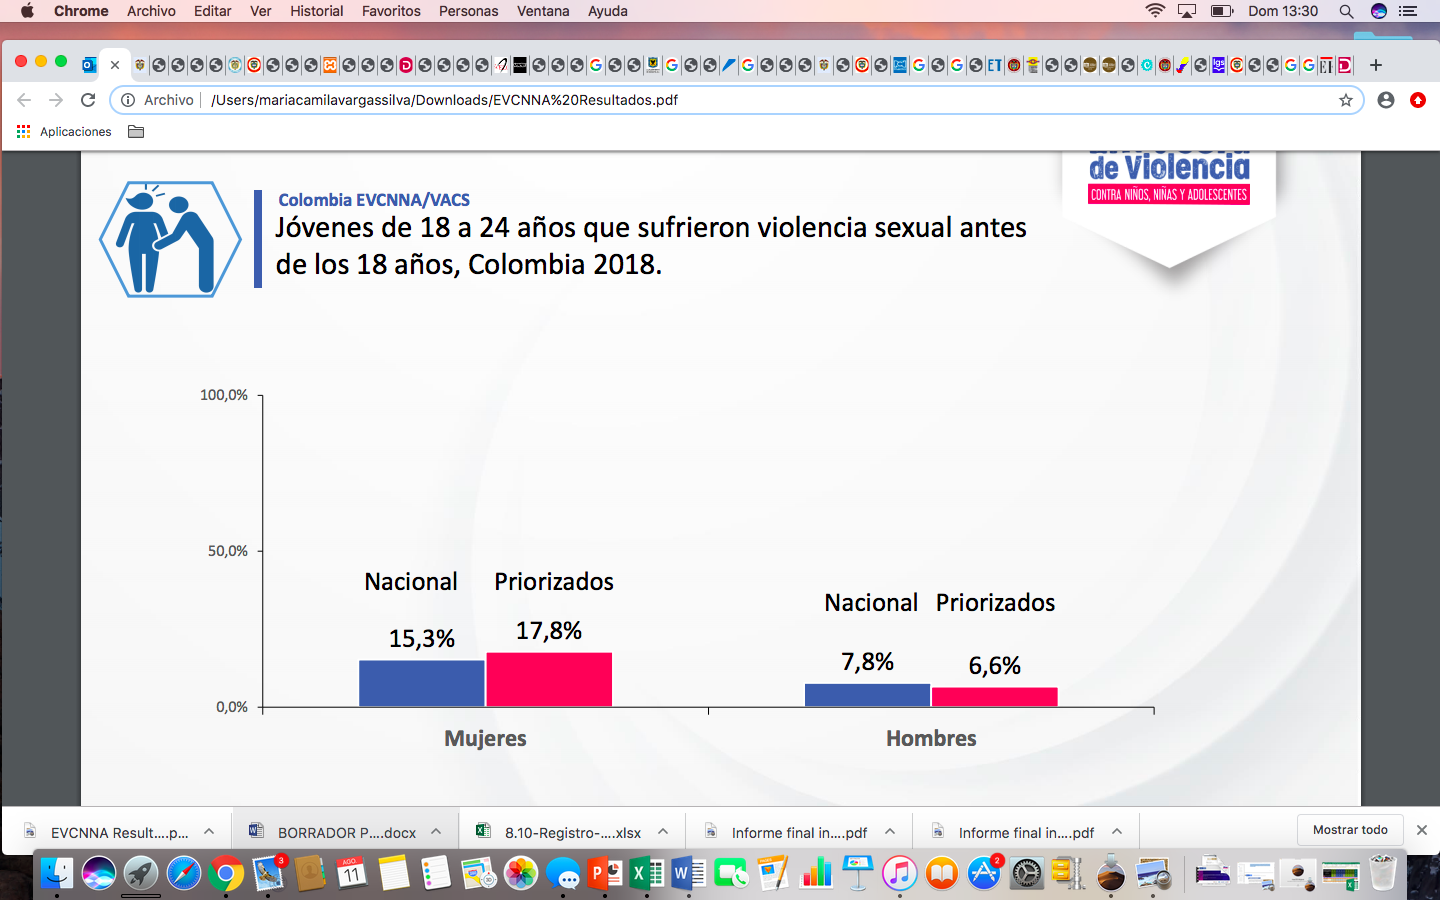 Chrome Archivo Editar Ver Historial Favoritos Personas Ventana Ayuda Dom 13:30
Archivo /Users/mariacamilavargassilva/Downloads/EVCNNA%20Resultados.pdf
Aplicaciones
de Violencia
CONTRA NIÑOS, NIÑAS Y ADOLESCENTES
Colombia EVCNNA/VACS
Jóvenes de 18 a 24 años que sufrieron violencia sexual antes
de los 18 años, Colombia 2018.
100,0%
50,0%
0,0%
Nacional Priorizados
15,3% 17,8%
Nacional Priorizados
7,8% 6,6%
Mujeres Hombres
EVCNNA Result....p... BORRADOR P....docx 8.10-Registro-....xlsx Informe final in....pdf Informe final in....pdf Mostrar todo
3
AGO.
11
2